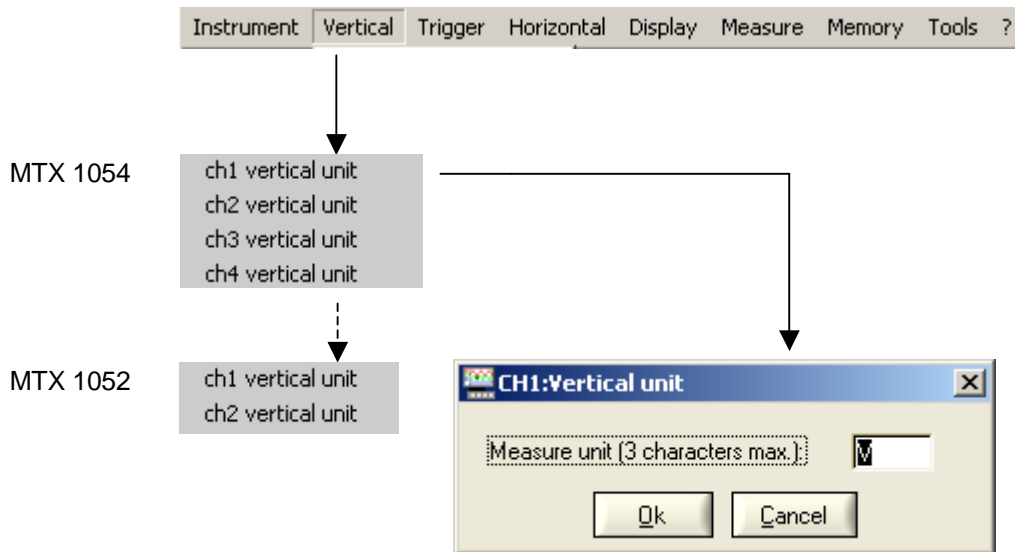 Instrument Vertical Trigger Horizontal Display Measure Memory Tools ?
MTX 1054
ch1 vertical unit
ch2 vertical unit
ch3 vertical unit
ch4 vertical unit
MTX 1052
ch1 vertical unit
ch2 vertical unit
CH1:Vertical unit
Measure unit (3 characters max.): V
Ok Cancel